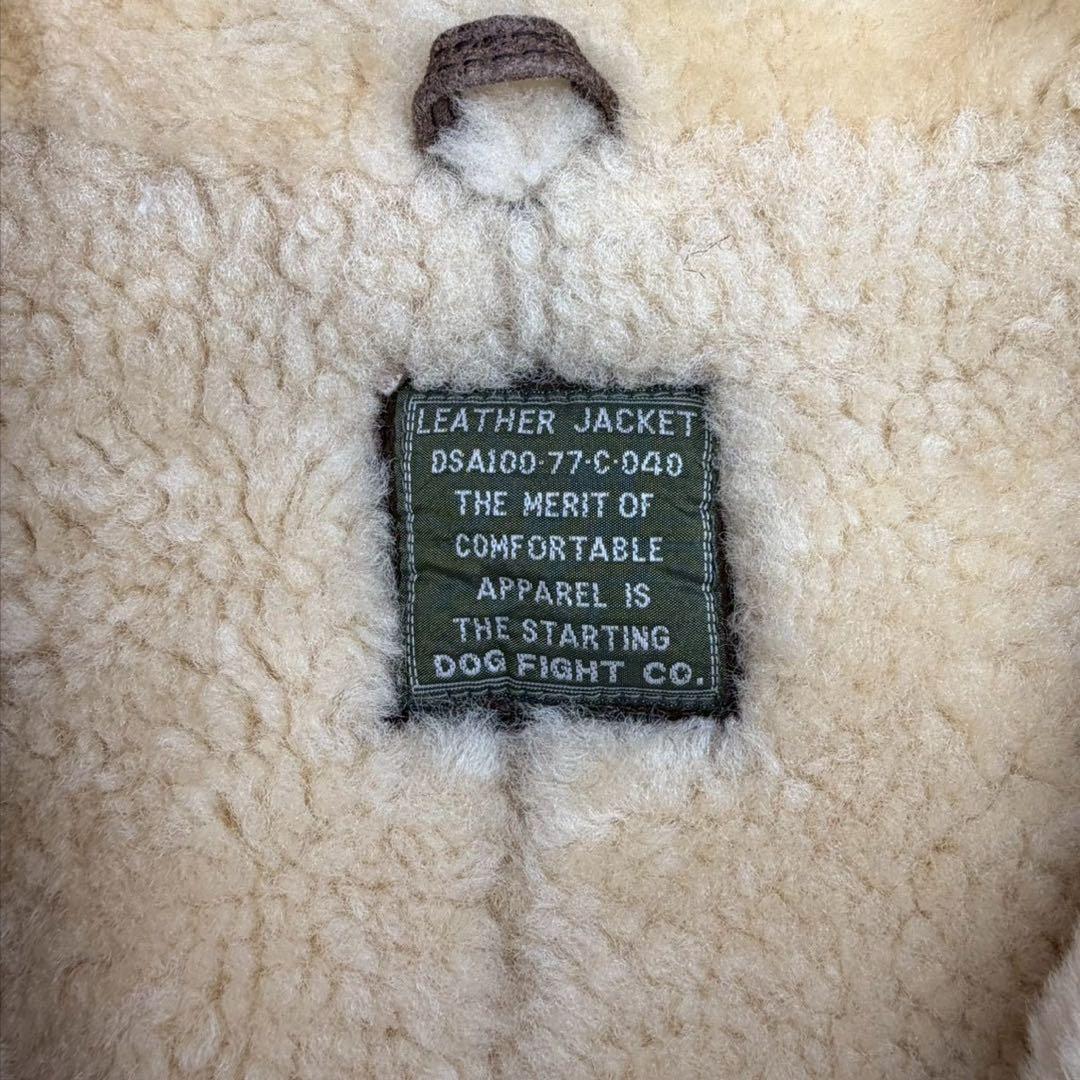 LEATHER JACKET
DSA100-77-C-040
THE MERIT OF
COMFORTABLE
APPAREL IS
THE STARTING
DOG FIGHT CO.